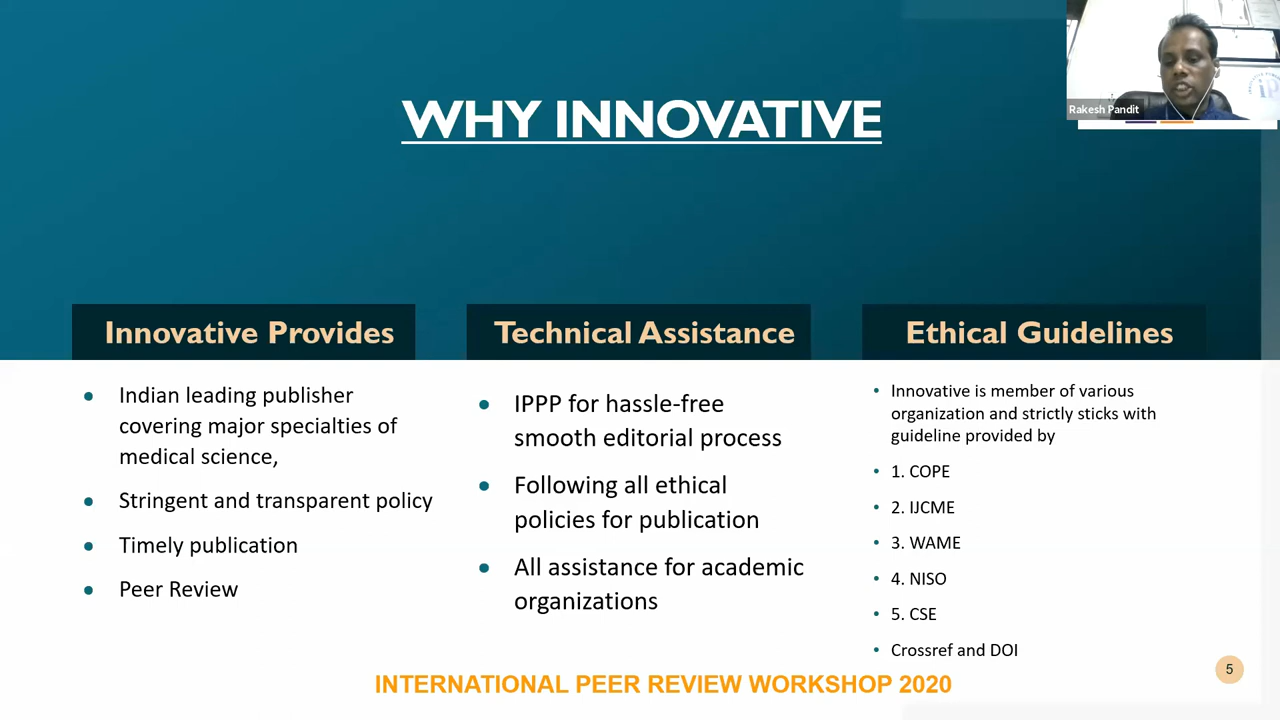 WHY INNOVATIVE
Rakesh Pandit
Innovative Provides
Indian leading publisher
covering major specialties of
medical science,
Stringent and transparent policy
Timely publication
Peer Review
Technical Assistance
IPPP for hassle-free
smooth editorial process
Following all ethical
policies for publication
All assistance for academic
organizations
Ethical Guidelines
Innovative is member of various
organization and strictly sticks with
guideline provided by
1. COPE
2. IJCME
3. WAME
4. NISO
5. CSE
Crossref and DOI
5
INTERNATIONAL PEER REVIEW WORKSHOP 2020